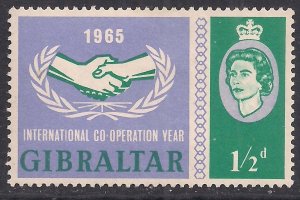 1965
INTERNATIONAL CO-OPERATION YEAR
GIBRALTAR
1/2d